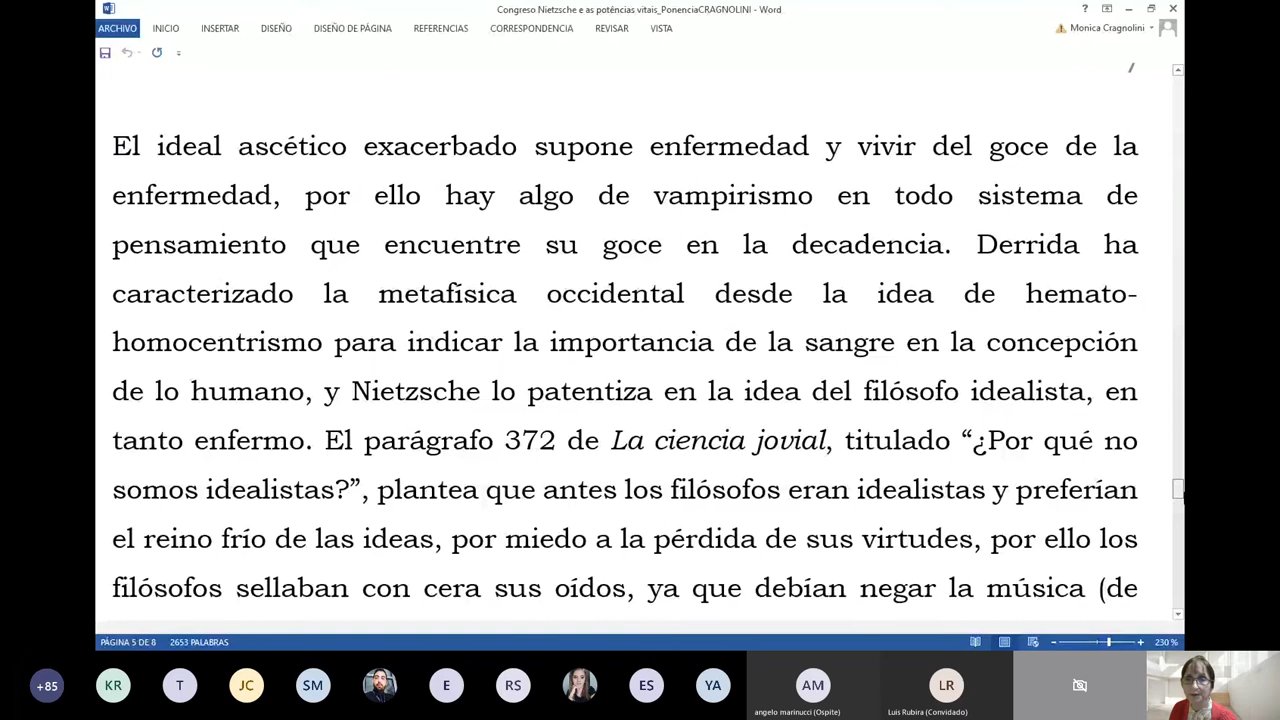 Congreso Nietzsche e as potências vitais_PonenciaCRAGNOLINI - Word
ARCHIVO INICIO INSERTAR DISEÑO DISEÑO DE PÁGINA REFERENCIAS CORRESPONDENCIA REVISAR VISTA Monica Cragnolini
El ideal ascético exacerbado supone enfermedad y vivir del goce de la
enfermedad, por ello hay algo de vampirismo en todo sistema de
pensamiento que encuentre su goce en la decadencia. Derrida ha
caracterizado la metafísica occidental desde la idea de hemato-
homocentrismo para indicar la importancia de la sangre en la concepción
de lo humano, y Nietzsche lo patentiza en la idea del filósofo idealista, en
tanto enfermo. El parágrafo 372 de La ciencia jovial, titulado “¿Por qué no
somos idealistas?”, plantea que antes los filósofos eran idealistas y preferían
el reino frío de las ideas, por miedo a la pérdida de sus virtudes, por ello los
filósofos sellaban con cera sus oídos, ya que debían negar la música (de
PÁGINA 5 DE 8 2653 PALABRAS 230 %
+85 KR T JC SM E RS ES YA AM LR
angelo marinucci (Ospite) Luis Rubira (Convidado)